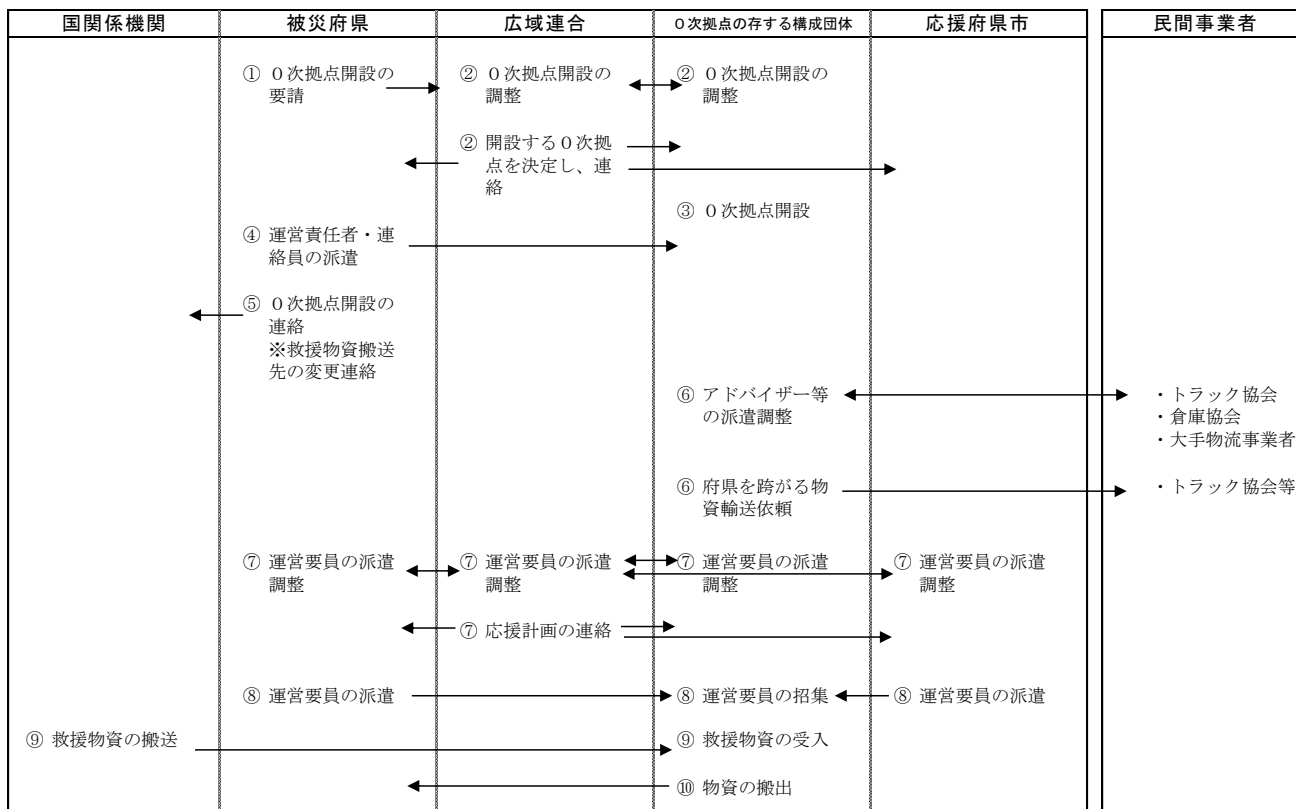 国関係機関
被災府県
広域連合
０次拠点の存する構成団体
応援府県市
民間事業者
① ０次拠点開設の
要請
② ０次拠点開設の
調整
② ０次拠点開設の
調整
② 開設する０次拠
点を決定し、連
絡
③ ０次拠点開設
④ 運営責任者・連
絡員の派遣
⑤ ０次拠点開設の
連絡
※救援物資搬送
先の変更連絡
⑥ アドバイザー等
の派遣調整
・トラック協会
・倉庫協会
・大手物流事業者
⑥ 府県を跨がる物
資輸送依頼
・トラック協会等
⑦ 運営要員の派遣
調整
⑦ 運営要員の派遣
調整
⑦ 運営要員の派遣
調整
⑦ 運営要員の派遣
調整
⑦ 応援計画の連絡
⑧ 運営要員の派遣
⑧ 運営要員の招集
⑧ 運営要員の派遣
⑨ 救援物資の搬送
⑨ 救援物資の受入
⑩ 物資の搬出